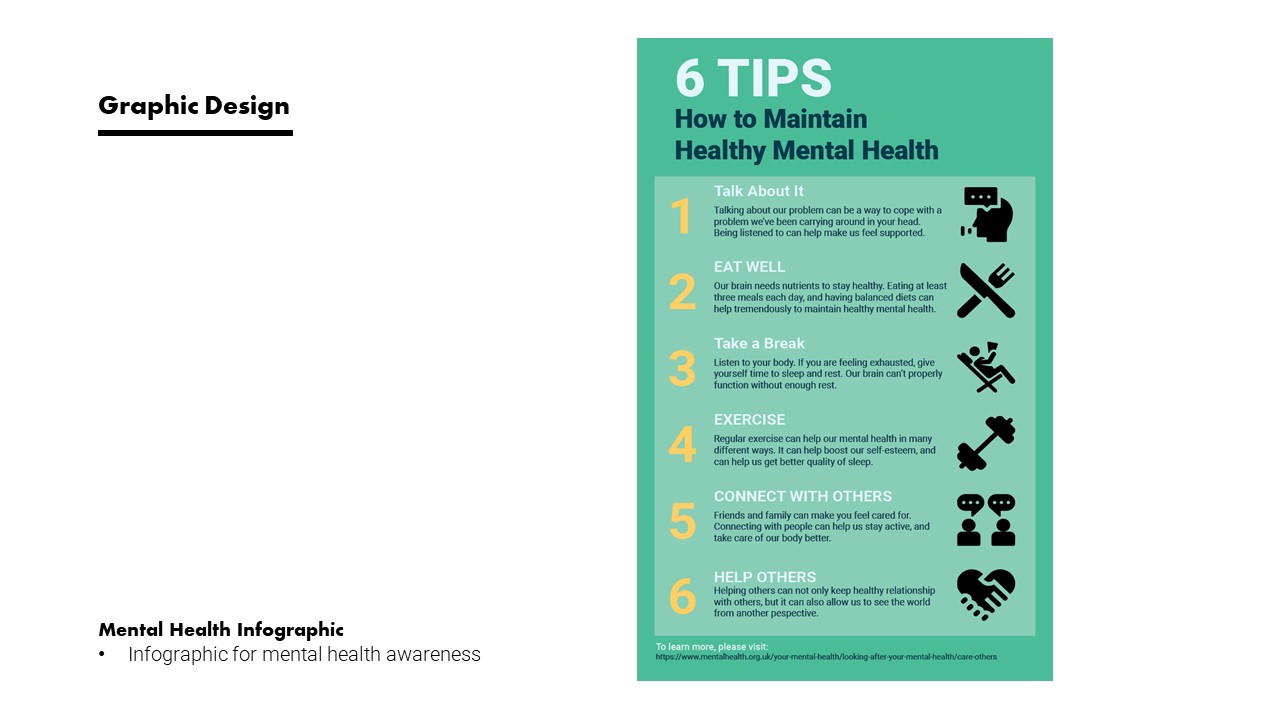 Graphic Design
Mental Health Infographic
• Infographic for mental health awareness
6 TIPS
How to Maintain
Healthy Mental Health
1
Talk About It
Talking about our problem can be a way to cope with a
problem we've been carrying around in your head.
Being listened to can help make us feel supported.
2
EAT WELL
Our brain needs nutrients to stay healthy. Eating at least
three meals each day, and having balanced diets can
help tremendously to maintain healthy mental health.
3
Take a Break
Listen to your body. If you are feeling exhausted, give
yourself time to sleep and rest. Our brain can't properly
function without enough rest.
4
EXERCISE
Regular exercise can help our mental health in many
different ways. It can help boost our self-esteem, and
can help us get better quality of sleep.
5
CONNECT WITH OTHERS
Friends and family can make you feel cared for.
Connecting with people can help us stay active, and
take care of our body better.
6
HELP OTHERS
Helping others can not only keep healthy relationship
with others, but it can also allow us to see the world
from another pespective.
To learn more, please visit:
https://www.mentalhealth.org.uk/your-mental-health/looking-after-your-mental-health/care-others